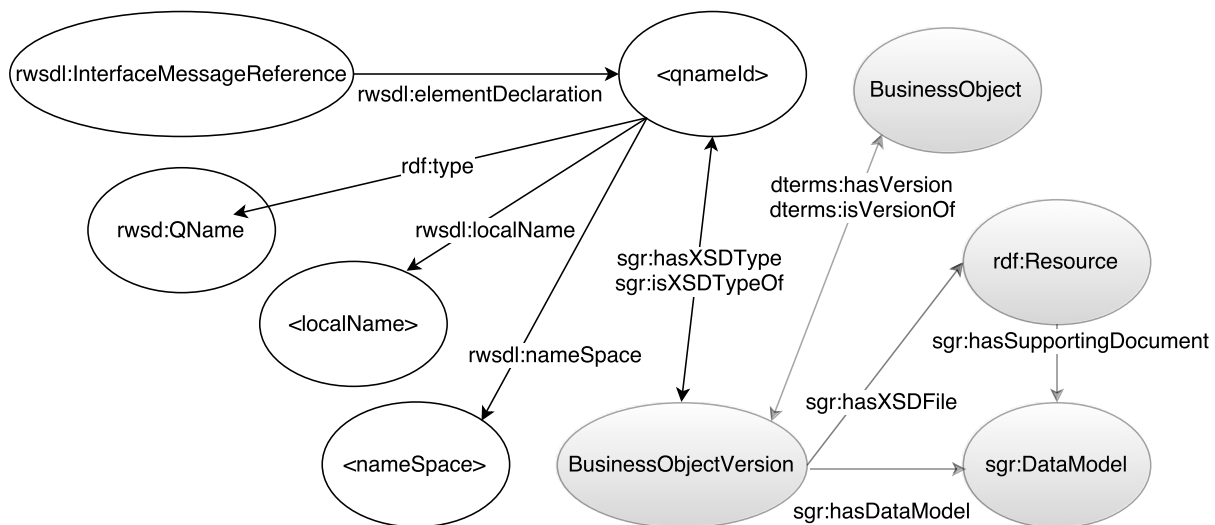 rwsdl:InterfaceMessageReference
<qnameId>
BusinessObject
rwsdl:elementDeclaration
rdf:type
dterms:hasVersion
dterms:isVersionOf
rwsd:QName
rwsdl:localName
sgr:hasXSDType
sgr:isXSDTypeOf
rdf:Resource
<localName>
sgr:hasSupportingDocument
rwsdl:nameSpace
sgr:hasXSDFile
<nameSpace>
BusinessObjectVersion
sgr:DataModel
sgr:hasDataModel